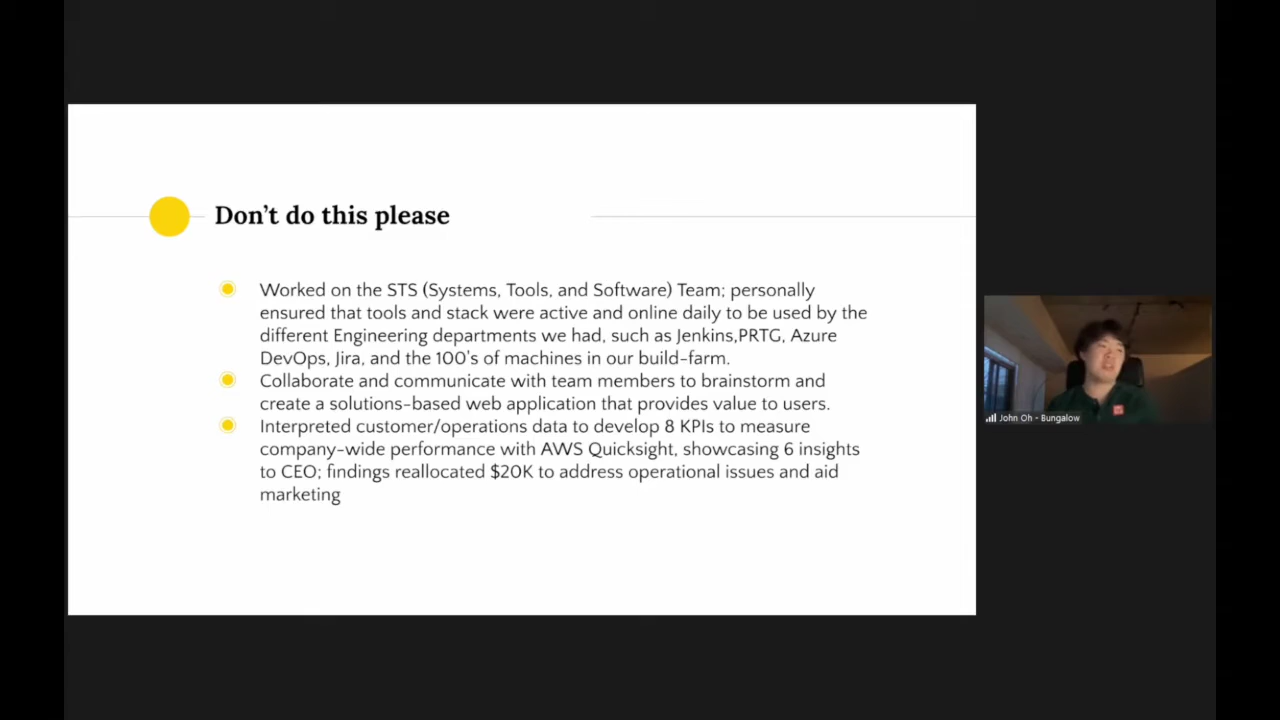 Don't do this please
Worked on the STS (Systems, Tools, and Software) Team; personally
ensured that tools and stack were active and online daily to be used by the
different Engineering departments we had, such as Jenkins,PRTG, Azure
DevOps, Jira, and the 100's of machines in our build-farm.
Collaborate and communicate with team members to brainstorm and
create a solutions-based web application that provides value to users.
Interpreted customer/operations data to develop 8 KPIs to measure
company-wide performance with AWS Quicksight, showcasing 6 insights
to CEO; findings reallocated $20K to address operational issues and aid
marketing
John Oh - Bungalow